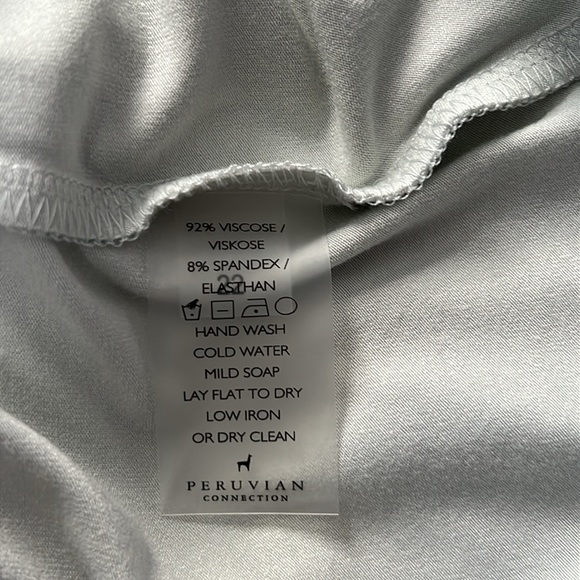 92% VISCOSE /
VISKOSE
8% SPANDEX /
ELASTHAN
HAND WASH
COLD WATER
MILD SOAP
LAY FLAT TO DRY
LOW IRON
OR DRY CLEAN
PERUVIAN
CONNECTION